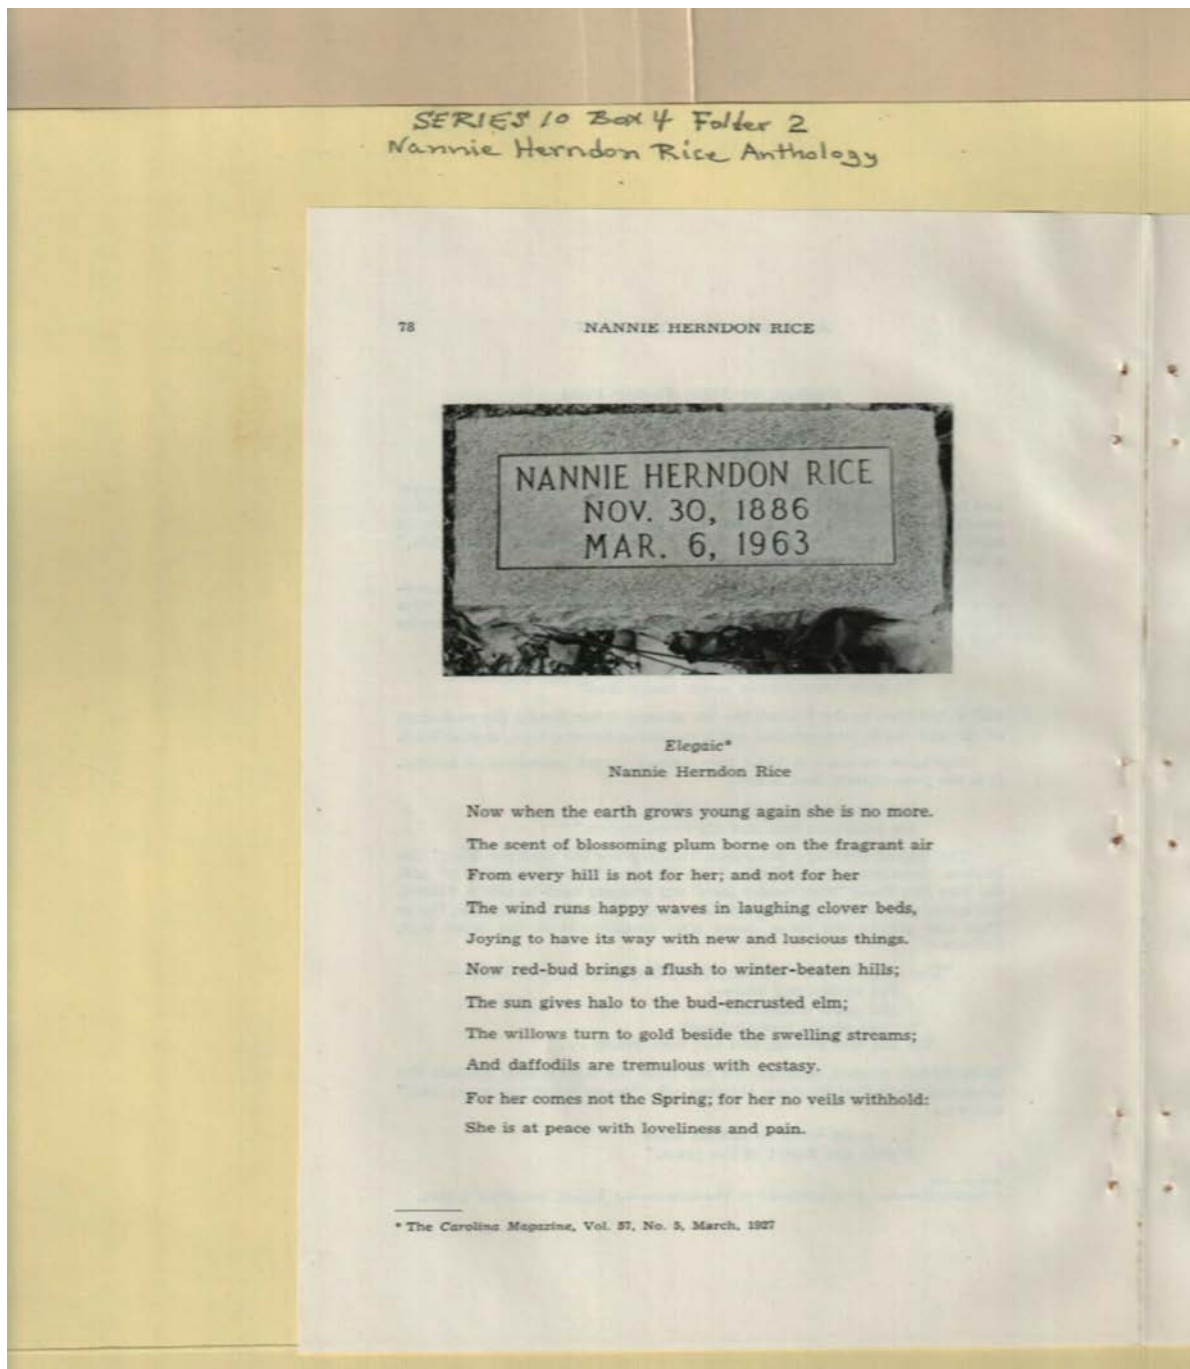 SERIES 10 Box 4 Folder 2
Nannie Herndon Rice Anthology
78 NANNIE HERNDON RICE
NANNIE HERNDON RICE
NOV. 30, 1886
MAR. 6, 1963
Elegaic*
Nannie Herndon Rice
Now when the earth grows young again she is no more.
The scent of blossoming plum borne on the fragrant air
From every hill is not for her; and not for her
The wind runs happy waves in laughing clover beds,
Joying to have its way with new and luscious things.
Now red-bud brings a flush to winter-beaten hills;
The sun gives halo to the bud-encrusted elm;
The willows turn to gold beside the swelling streams;
And daffodils are tremulous with ecstasy.
For her comes not the Spring; for her no veils withhold:
She is at peace with loveliness and pain.
* The Carolina Magazine, Vol. 57, No. 5, March, 1927